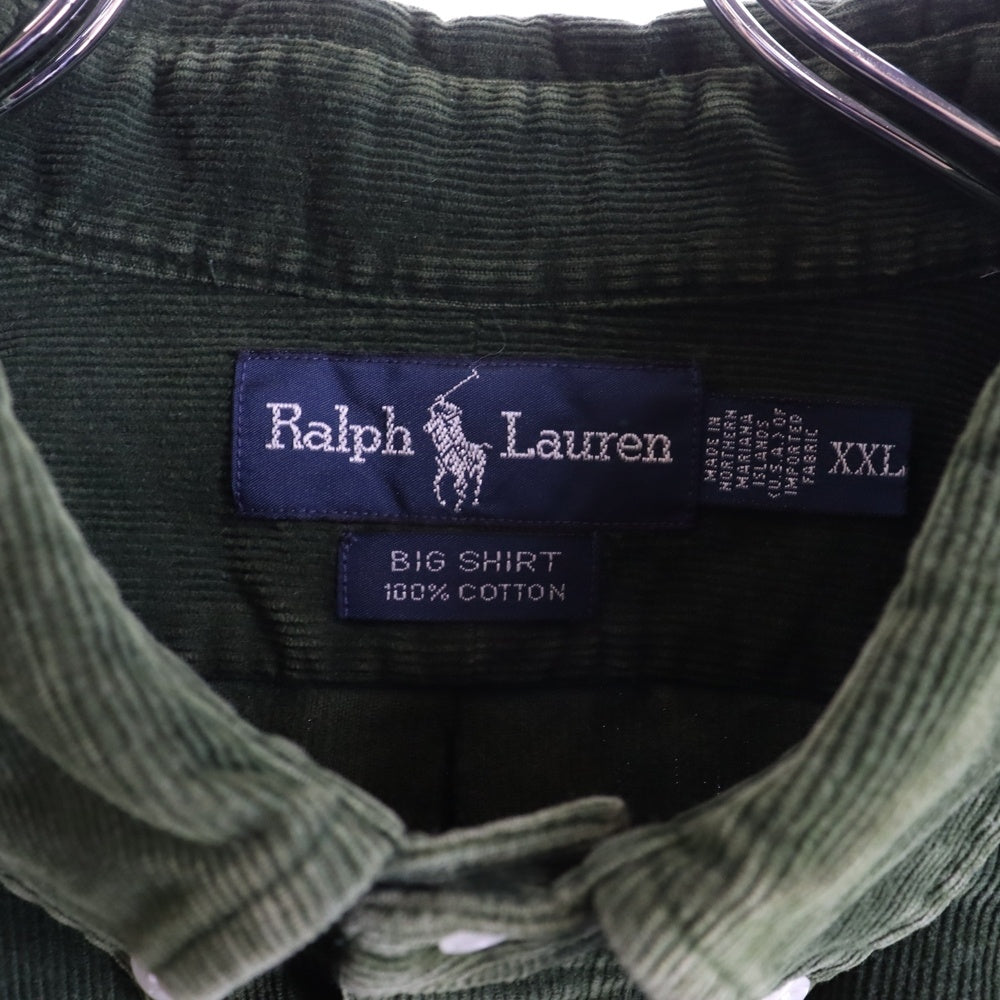 Ralph Lauren
MADE IN
NORTHERN
MARIANA
ISLANDS
(U.S.A.) OF
IMPORTED
FABRIC
XXL
BIG SHIRT
100% COTTON